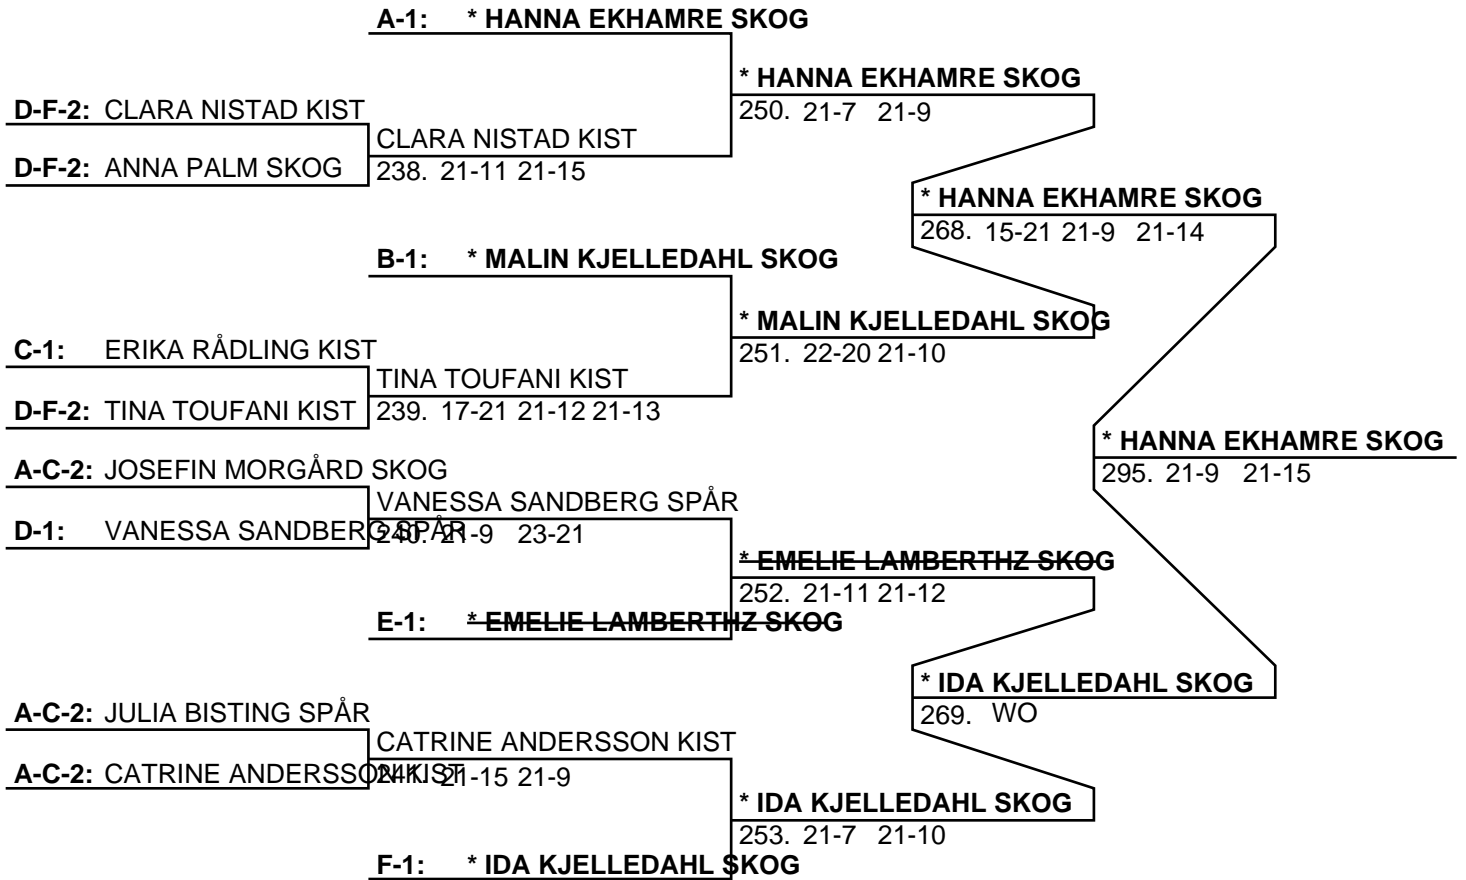 A-1: * HANNA EKHAMRE SKOG
* HANNA EKHAMRE SKOG
250. 21-7 21-9
D-F-2: CLARA NISTAD KIST
CLARA NISTAD KIST
238. 21-11 21-15
D-F-2: ANNA PALM SKOG
* HANNA EKHAMRE SKOG
268. 15-21 21-9 21-14
B-1: * MALIN KJELLEDAHL SKOG
* MALIN KJELLEDAHL SKOG
251. 22-20 21-10
C-1: ERIKA RÅDLING KIST
TINA TOUFANI KIST
239. 17-21 21-12 21-13
D-F-2: TINA TOUFANI KIST
* HANNA EKHAMRE SKOG
295. 21-9 21-15
A-C-2: JOSEFIN MORGÅRD SKOG
VANESSA SANDBERG SPÅR
240. 21-9 23-21
D-1: VANESSA SANDBERG SPÅR
* EMELIE LAMBERTHZ SKOG
252. 21-11 21-12
E-1: * EMELIE LAMBERTHZ SKOG
* IDA KJELLEDAHL SKOG
269. WO
A-C-2: JULIA BISTING SPÅR
CATRINE ANDERSSON KIST
241. 21-15 21-9
A-C-2: CATRINE ANDERSSON KIST
* IDA KJELLEDAHL SKOG
253. 21-7 21-10
F-1: * IDA KJELLEDAHL SKOG